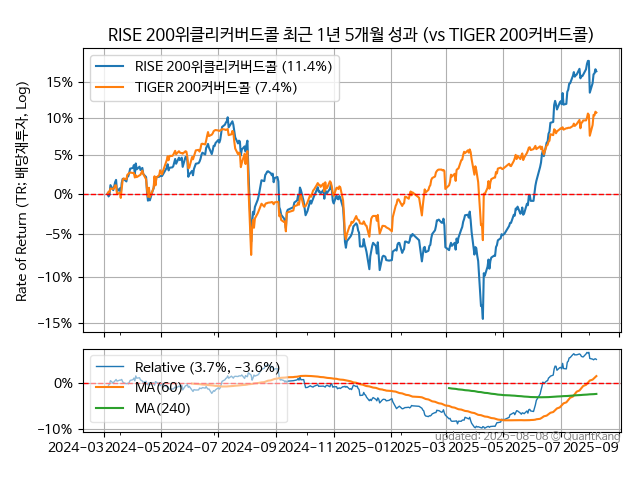 RISE 200위클리커버드콜 최근 1년 5개월 성과 (vs TIGER 200커버드콜)
RISE 200위클리커버드콜 (11.4%)
TIGER 200커버드콜 (7.4%)
Rate of Return (TR: 배당재투자, Log)
15%
10%
5%
0%
−5%
−10%
−15%
Relative (3.7%, −3.6%)
MA(60)
MA(240)
0%
−10%
updated: 2025-08-08 © QuantKang
2024-03 2024-05 2024-07 2024-09 2024-11 2025-01 2025-03 2025-05 2025-07 2025-09